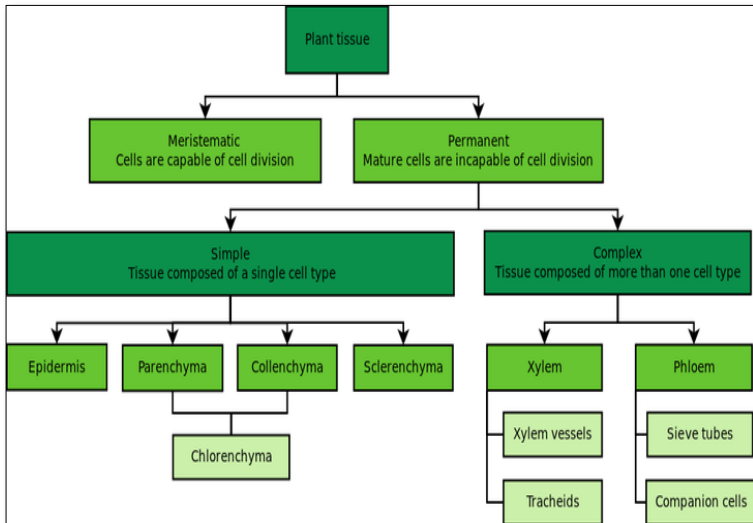 Plant tissue
Meristematic
Cells are capable of cell division
Permanent
Mature cells are incapable of cell division
Simple
Tissue composed of a single cell type
Complex
Tissue composed of more than one cell type
Epidermis
Parenchyma
Collenchyma
Sclerenchyma
Xylem
Phloem
Chlorenchyma
Xylem vessels
Sieve tubes
Tracheids
Companion cells